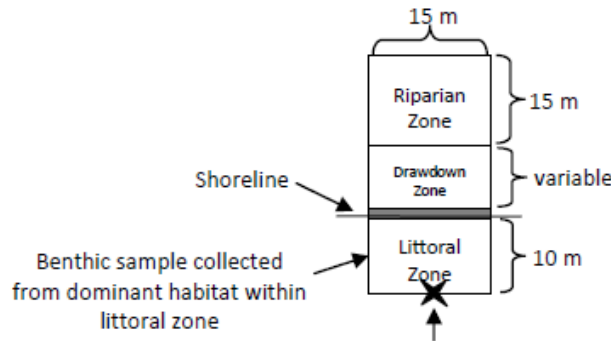 15 m
Riparian
Zone
15 m
Drawdown
Zone
variable
Shoreline
Littoral
Zone
10 m
Benthic sample collected
from dominant habitat within
littoral zone